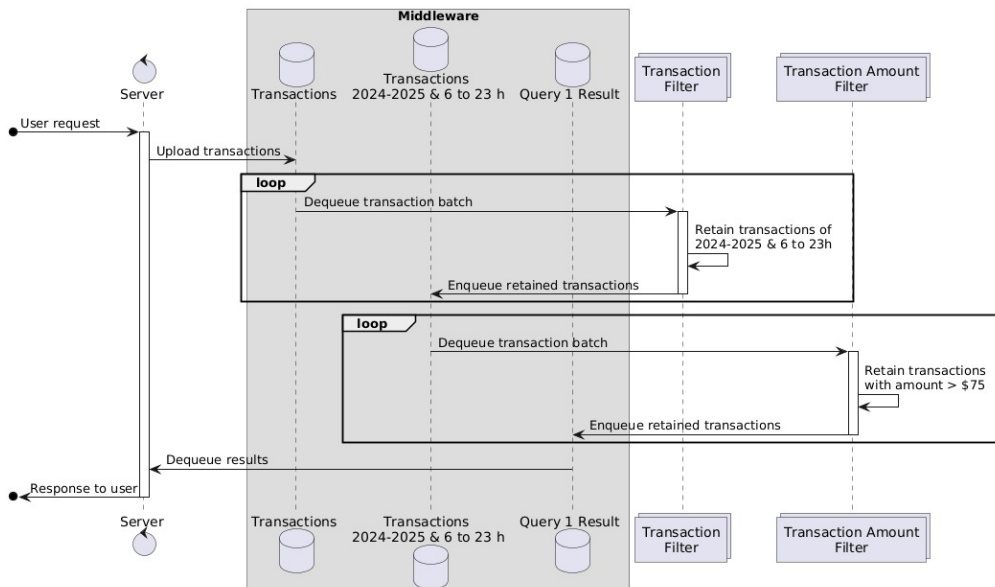 Middleware
Server
Transactions
Transactions
2024-2025 & 6 to 23 h
Query 1 Result
Transaction
Filter
Transaction Amount
Filter
User request
Upload transactions
loop
Dequeue transaction batch
Retain transactions of
2024-2025 & 6 to 23h
Enqueue retained transactions
loop
Dequeue transaction batch
Retain transactions
with amount > $75
Enqueue retained transactions
Dequeue results
Response to user
Server
Transactions
Transactions
2024-2025 & 6 to 23 h
Query 1 Result
Transaction
Filter
Transaction Amount
Filter